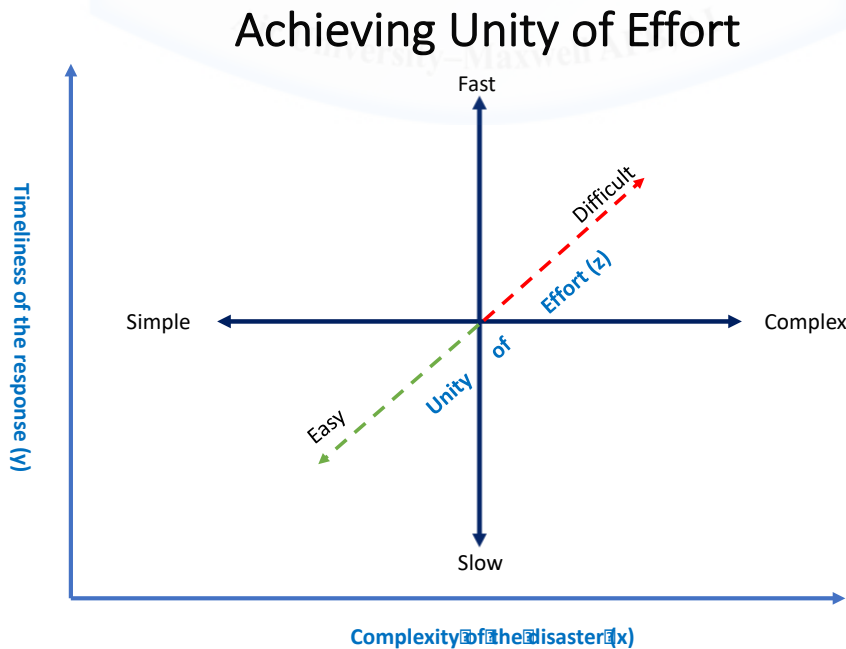 Achieving Unity of Effort
Fast
Timeliness of the response (y)
Difficult
Effort (z)
Simple
Complex
of
Unity
Easy
Slow
Complexity of the disaster (x)